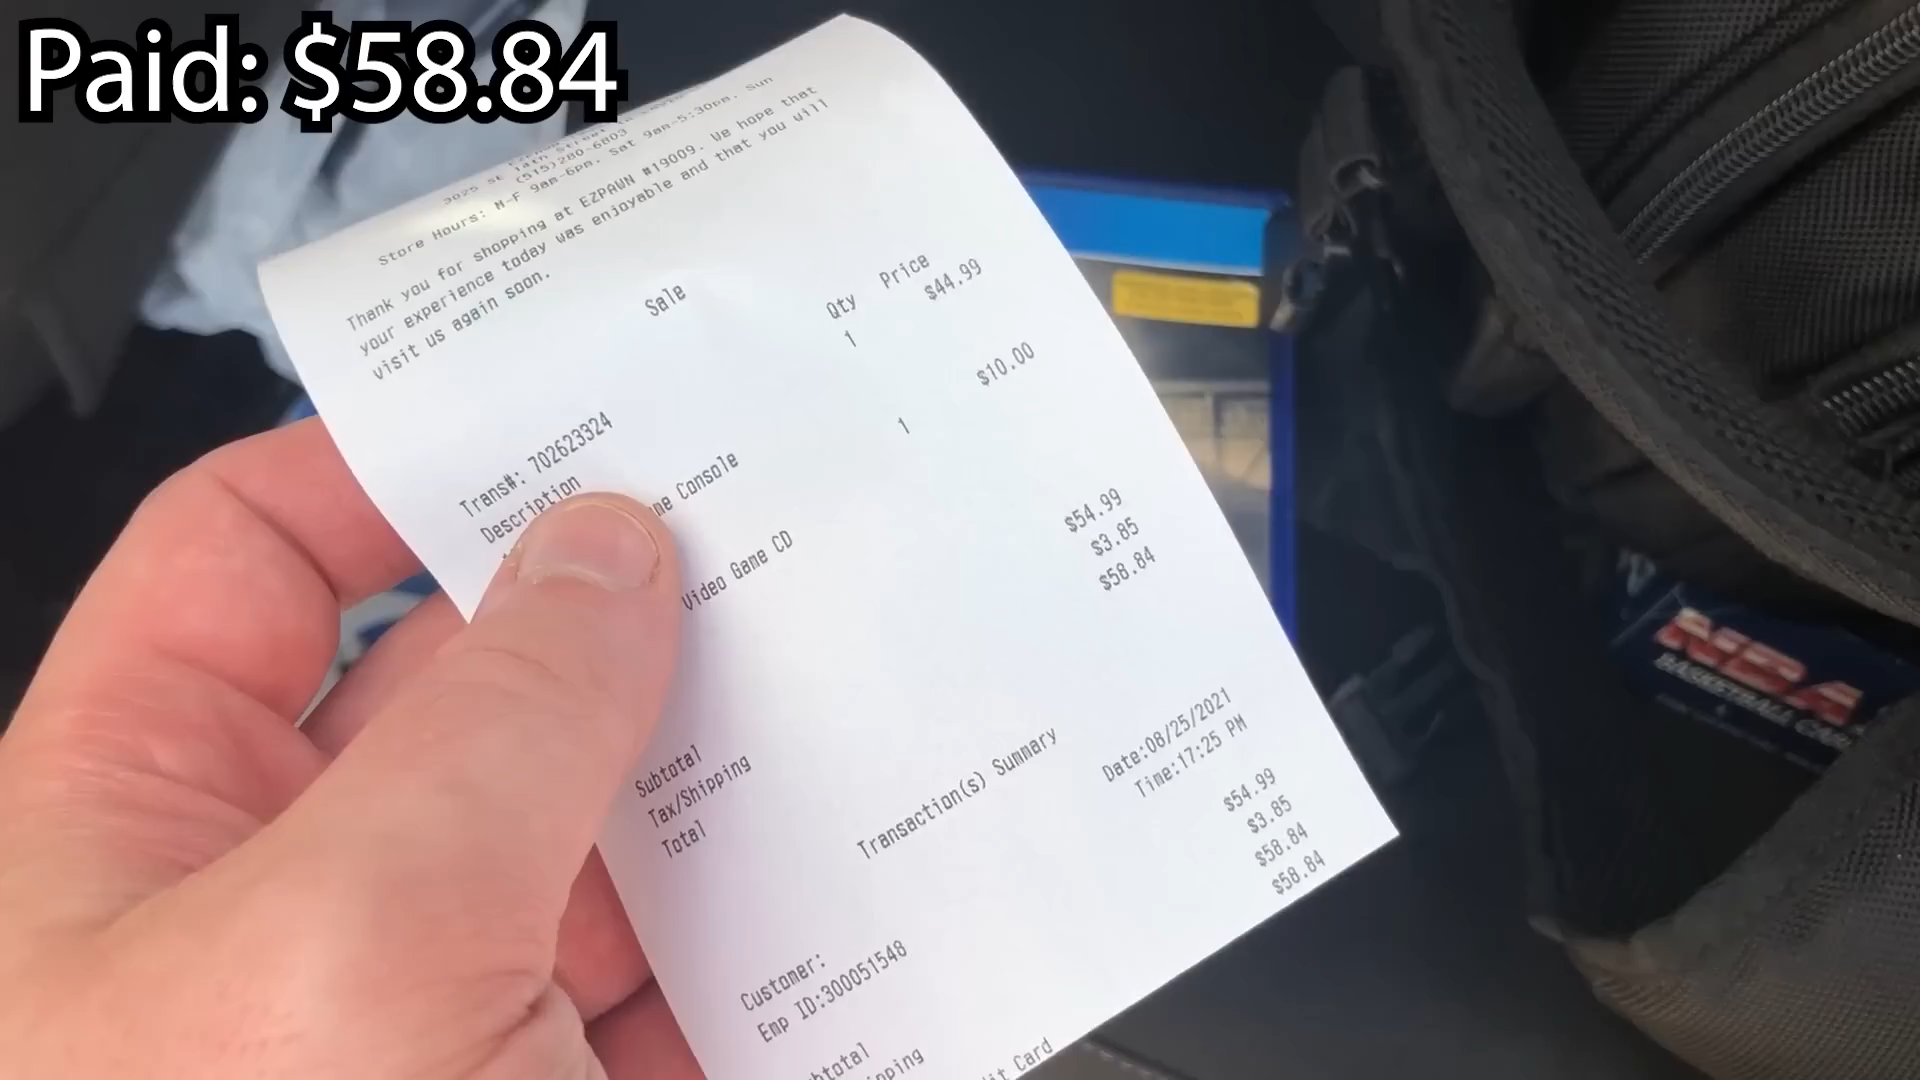 Paid: $58.84
(515)280-6803
Store Hours: M-F 9am-6pm. Sat 9am-5:30pm. Sun
Thank you for shopping at EZPAWN #19009. We hope that
your experience today was enjoyable and that you will
visit us again soon.
Sale
Trans#: 702623324
Description Qty Price
Console 1 $44.99
Video Game CD 1 $10.00
Subtotal $54.99
Tax/Shipping $3.85
Total $58.84
Transaction(s) Summary
Date:08/25/2021
Time:17:25 PM
Customer:
Emp ID:300051548
$54.99
$3.85
$58.84
$58.84
Card
NBA
BASKETBALL